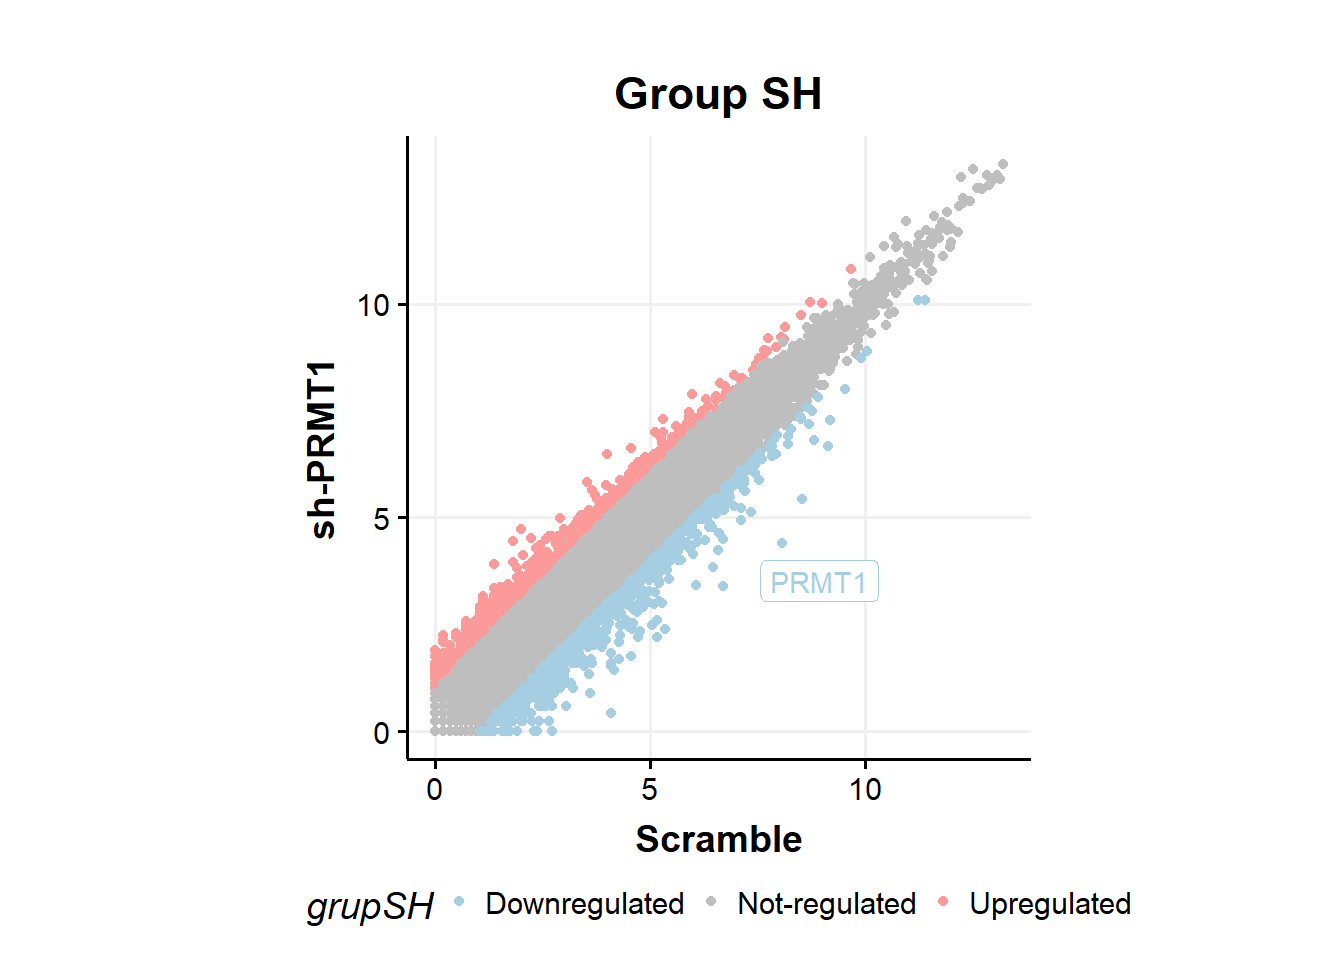 Group SH
sh-PRMT1
10
5
0
PRMT1
0 5 10
Scramble
grupSH Downregulated Not-regulated Upregulated